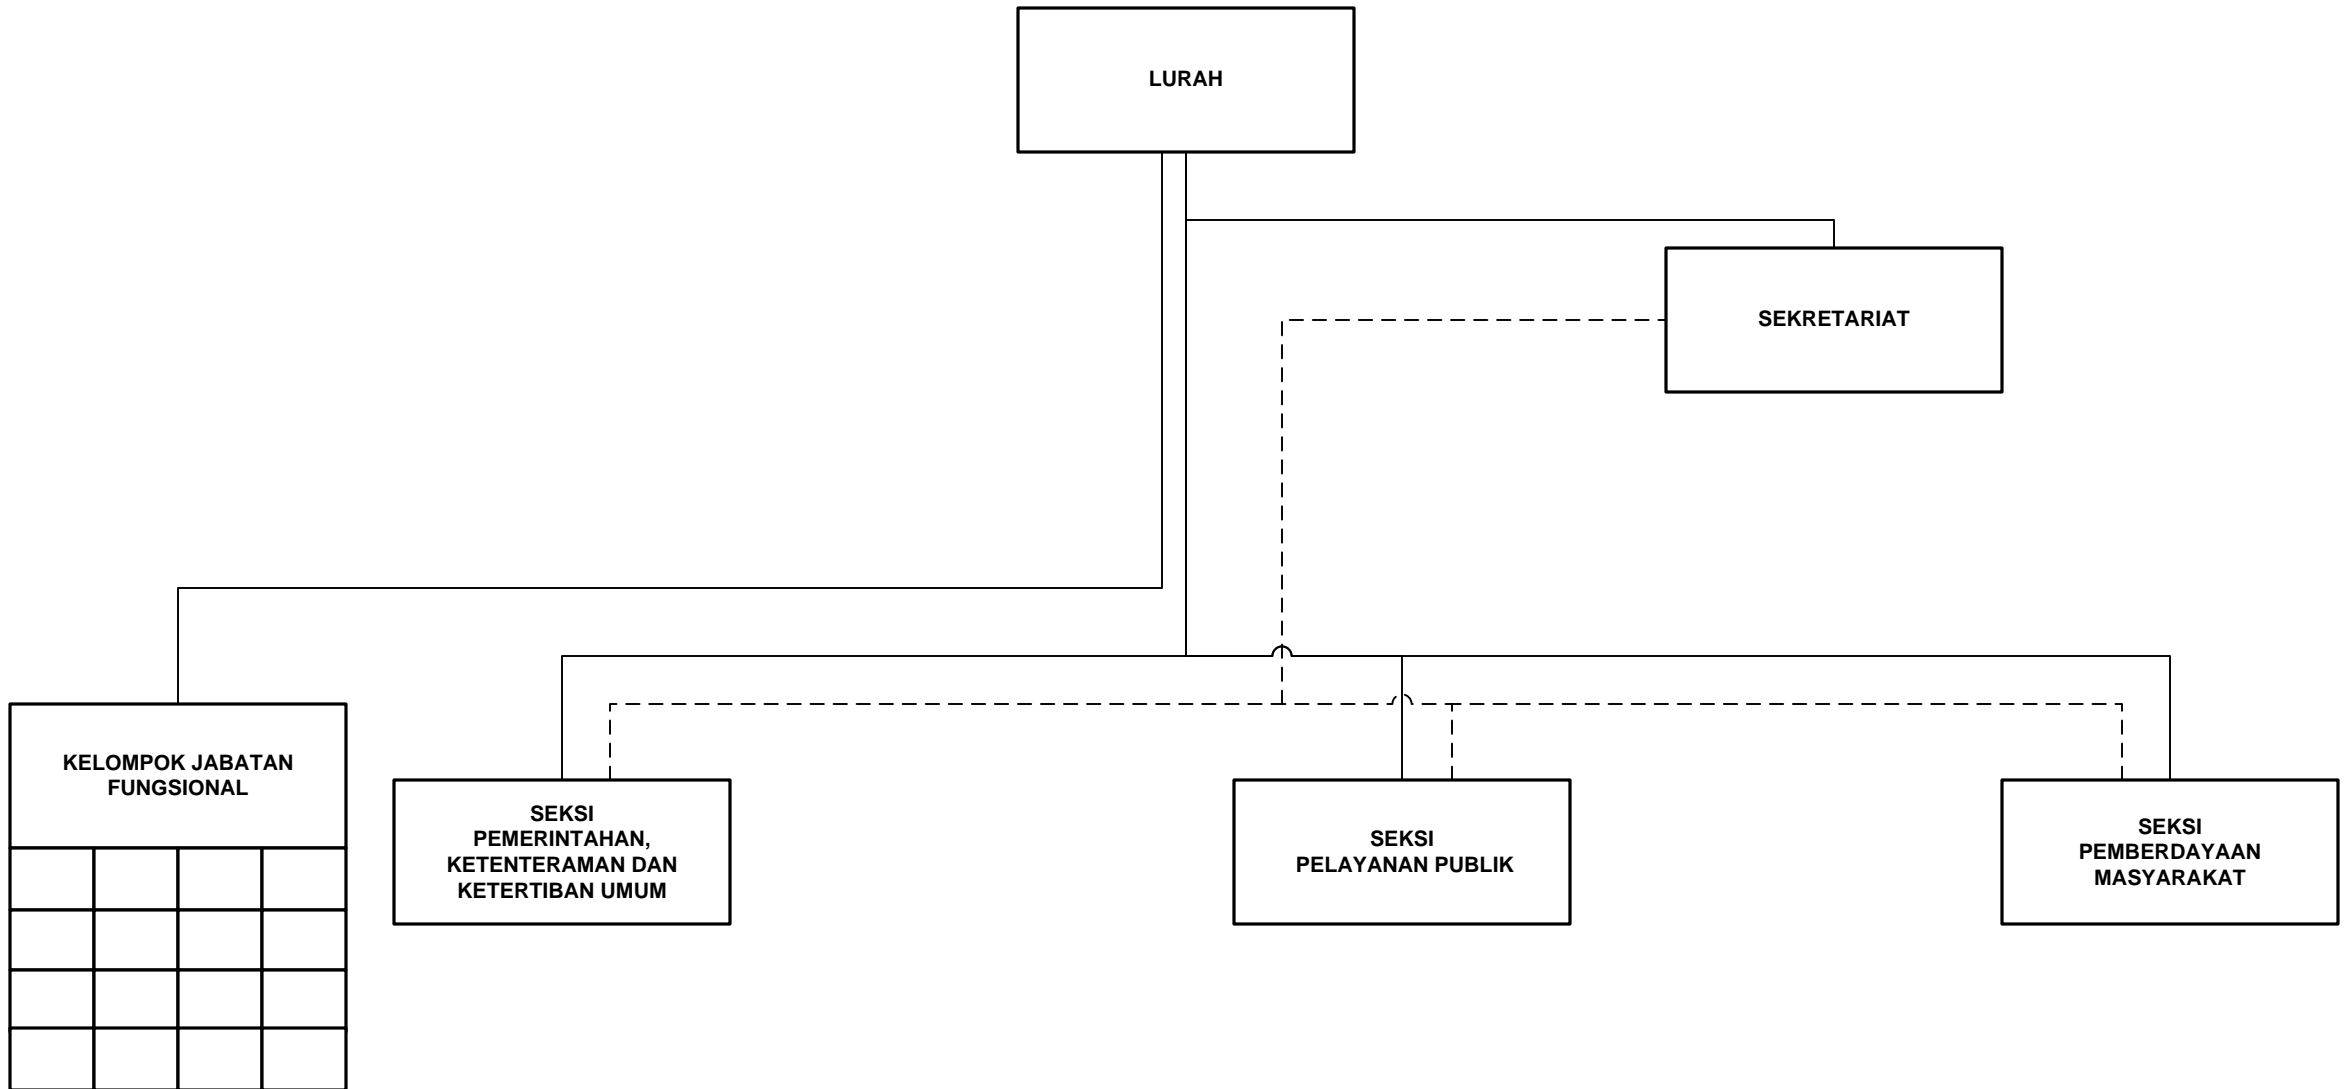 LURAH
SEKRETARIAT
KELOMPOK JABATAN
FUNGSIONAL
SEKSI
PEMERINTAHAN,
KETENTERAMAN DAN
KETERTIBAN UMUM
SEKSI
PELAYANAN PUBLIK
SEKSI
PEMBERDAYAAN
MASYARAKAT